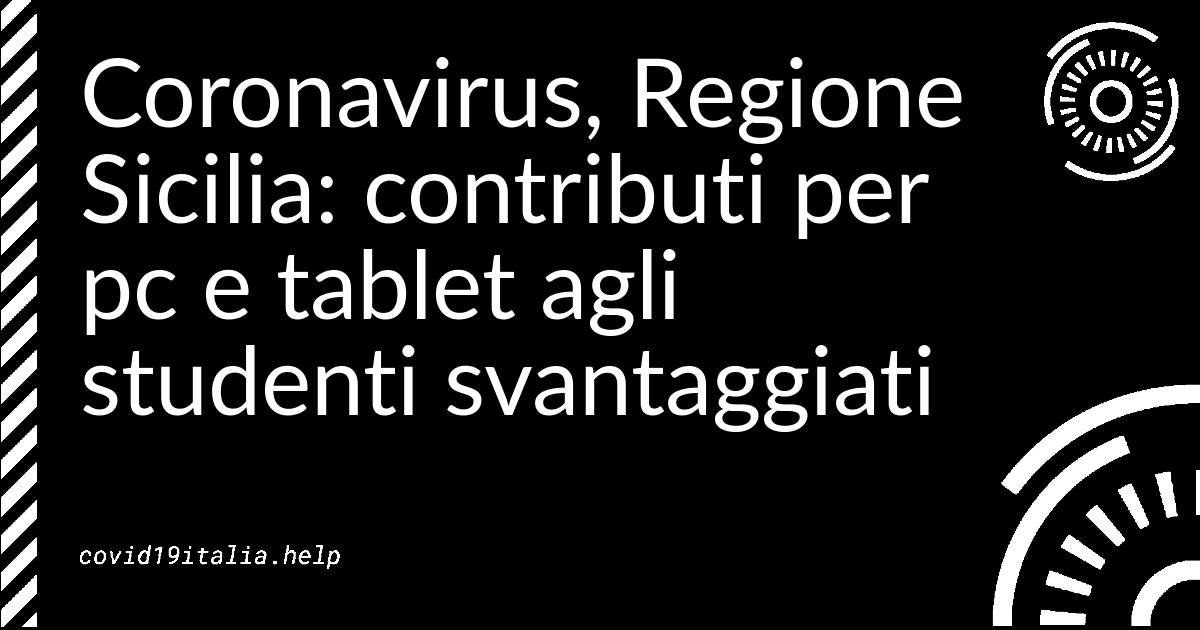 Coronavirus, Regione
Sicilia: contributi per
pc e tablet agli
studenti svantaggiati
covid19italia.help